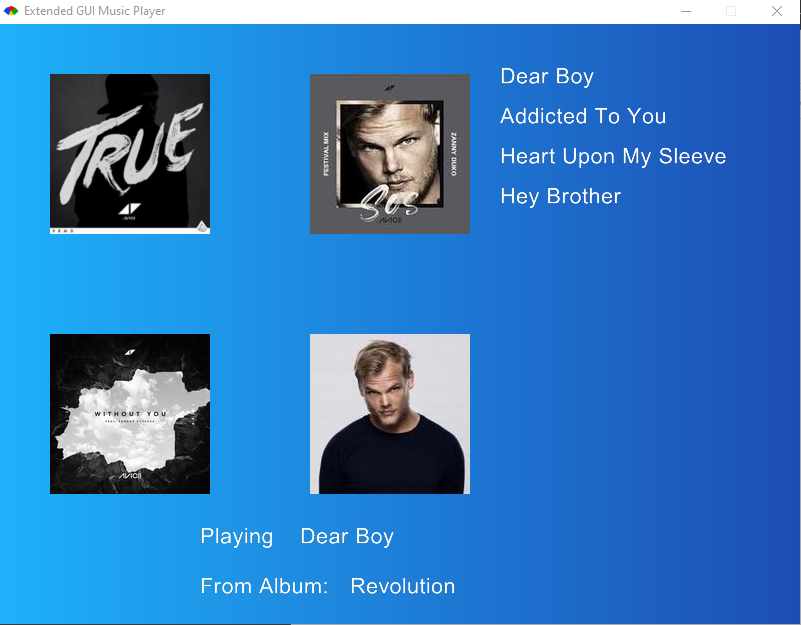 Extended GUI Music Player
TRUE
AVICII
FESTIVAL MIX
ZANNY DUKO
SOS
AVICII
Dear Boy
Addicted To You
Heart Upon My Sleeve
Hey Brother
WITHOUT YOU
AVICII
Playing Dear Boy
From Album: Revolution